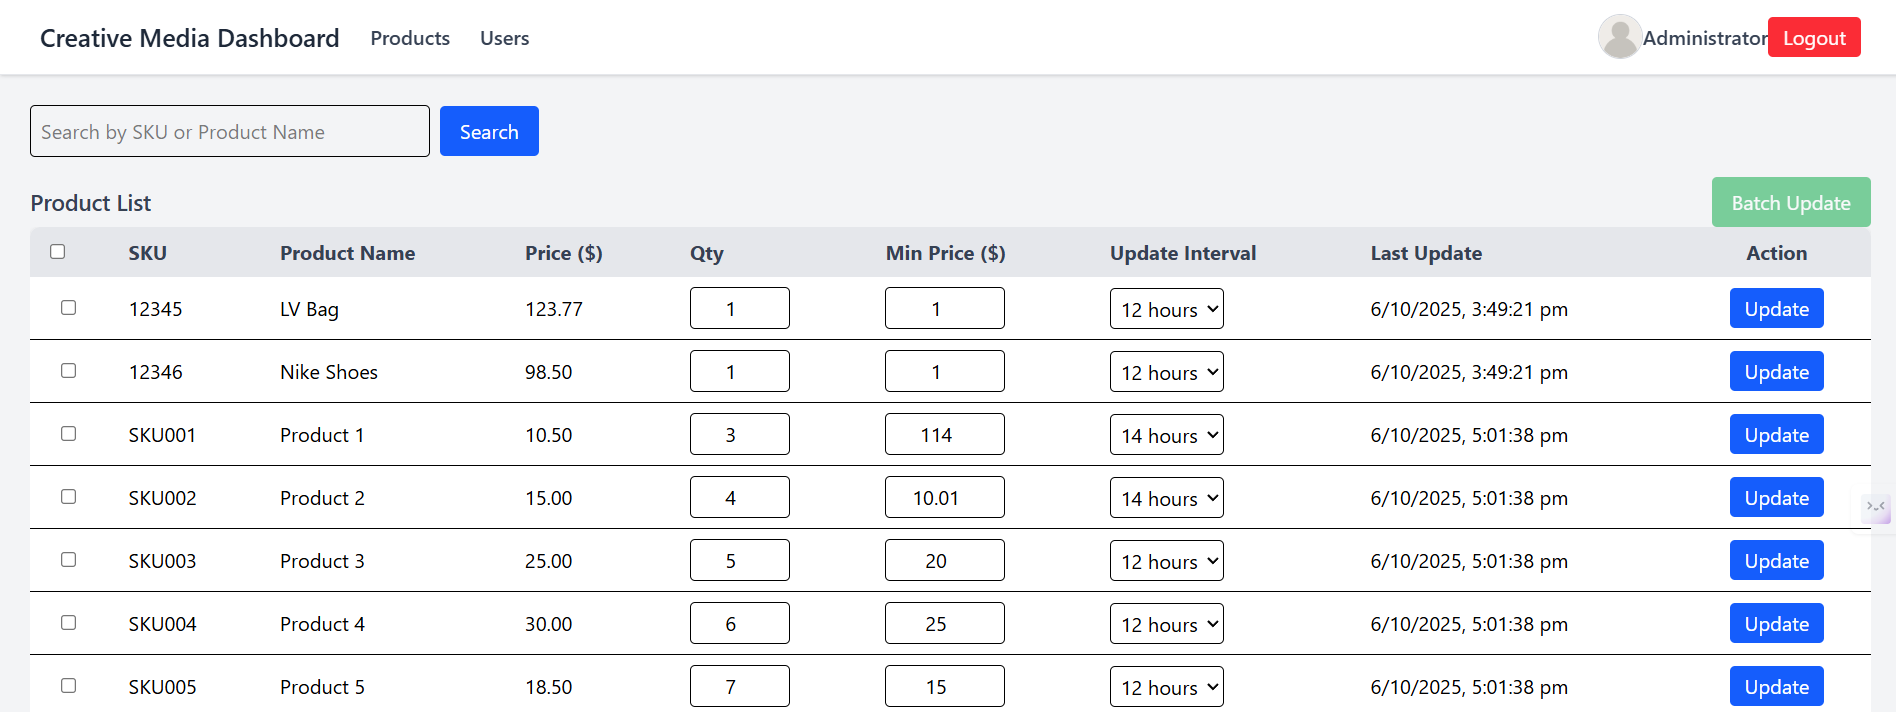 Creative Media Dashboard Products Users Administrator Logout
Search by SKU or Product Name Search
Product List Batch Update
SKU Product Name Price ($) Qty Min Price ($) Update Interval Last Update Action
12345 LV Bag 123.77 1 1 12 hours 6/10/2025, 3:49:21 pm Update
12346 Nike Shoes 98.50 1 1 12 hours 6/10/2025, 3:49:21 pm Update
SKU001 Product 1 10.50 3 114 14 hours 6/10/2025, 5:01:38 pm Update
SKU002 Product 2 15.00 4 10.01 14 hours 6/10/2025, 5:01:38 pm Update
SKU003 Product 3 25.00 5 20 12 hours 6/10/2025, 5:01:38 pm Update
SKU004 Product 4 30.00 6 25 12 hours 6/10/2025, 5:01:38 pm Update
SKU005 Product 5 18.50 7 15 12 hours 6/10/2025, 5:01:38 pm Update